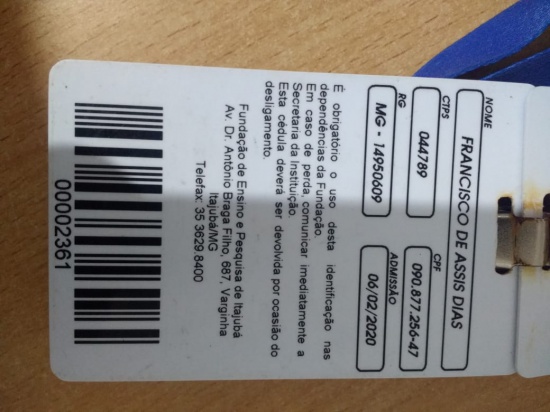 NOME
FRANCISCO DE ASSIS DIAS
CTPS
044789
CPF
090.877.256-47
RG
MG - 14950609
ADMISSÃO
06/02/2020
É obrigatório o uso desta identificação nas
dependências da Fundação.
Em caso de perda, comunicar imediatamente a
Secretaria da Instituição.
Esta cédula deverá ser devolvida por ocasião do
desligamento.
Fundação de Ensino e Pesquisa de Itajubá
Av. Dr. Antônio Braga Filho, 687, Varginha
Itajubá/MG
Telefax: 35 3629.8400
00002361